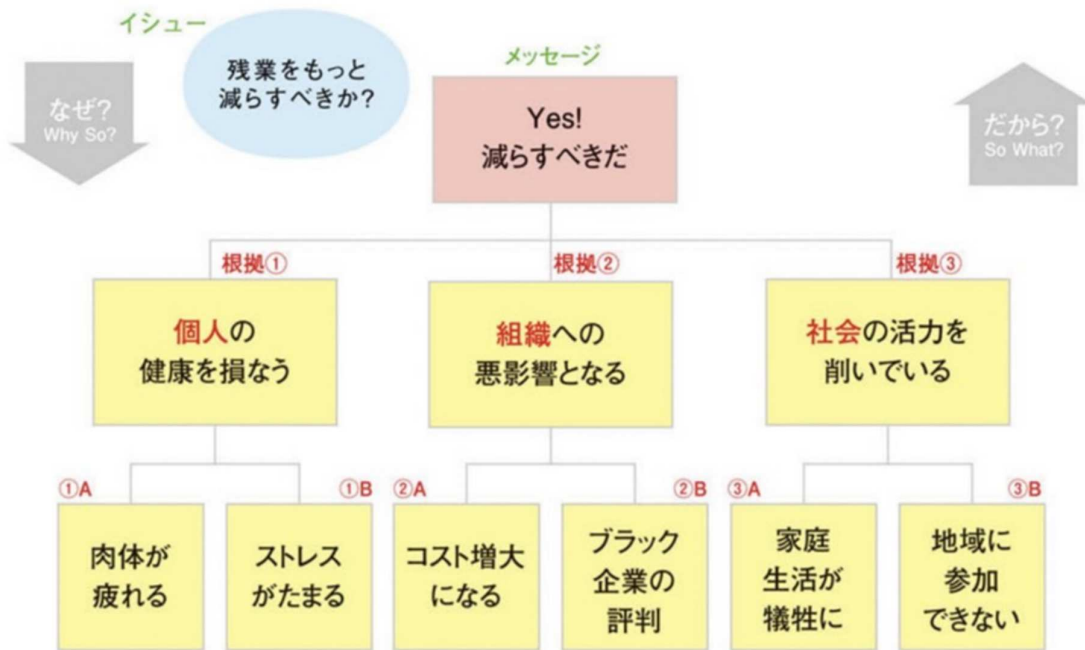 イシュー
残業をもっと
減らすべきか?
メッセージ
なぜ?
Why So?
Yes!
減らすべきだ
だから?
So What?
根拠①
根拠②
根拠③
個人の
健康を損なう
組織への
悪影響となる
社会の活力を
削いでいる
①A
①B
②A
②B
③A
③B
肉体が
疲れる
ストレス
がたまる
コスト増大
になる
ブラック
企業の
評判
家庭
生活が
犠牲に
地域に
参加
できない